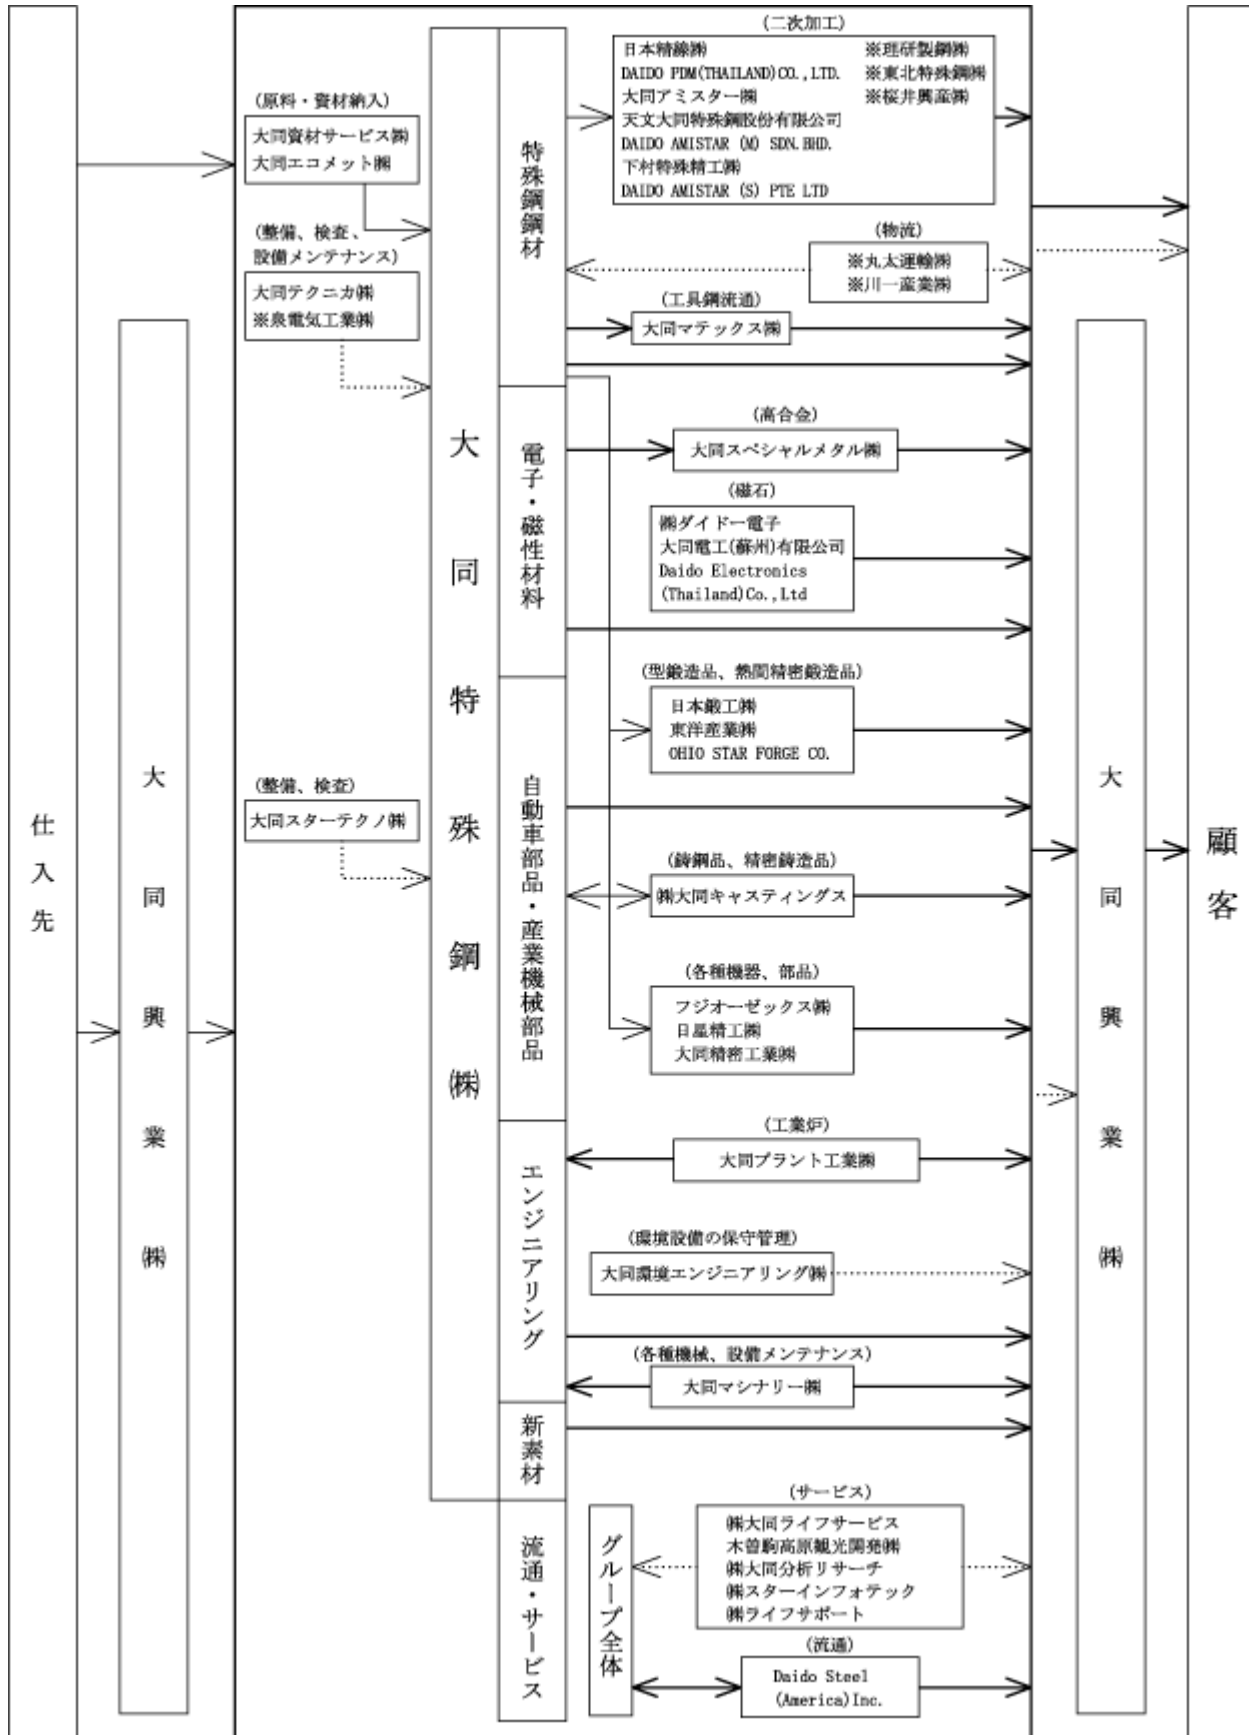 仕入先
大同興業㈱
(原料・資材納入)
大同資材サービス㈱
大同エコメット㈱
(整備、検査、
設備メンテナンス)
大同テクニカ㈱
※泉電気工業㈱
(整備、検査)
大同スターテクノ㈱
大同特殊鋼㈱
特殊鋼鋼材
(二次加工)
日本精線㈱
※理研製鋼㈱
DAIDO PDM(THAILAND)CO.,LTD.
※東北特殊鋼㈱
大同アミスター㈱
※桜井興産㈱
天文大同特殊鋼股份有限公司
DAIDO AMISTAR (M) SDN.BHD.
下村特殊精工㈱
DAIDO AMISTAR (S) PTE LTD
(物流)
※丸太運輸㈱
※川一産業㈱
(工具鋼流通)
大同マテックス㈱
電子・磁性材料
(高合金)
大同スペシャルメタル㈱
(磁石)
㈱ダイドー電子
大同電工(蘇州)有限公司
Daido Electronics
(Thailand)Co.,Ltd
自動車部品・産業機械部品
(型鍛造品、熱間精密鍛造品)
日本鍛工㈱
東洋産業㈱
OHIO STAR FORGE CO.
(鋳鋼品、精密鋳造品)
㈱大同キャスティングス
(各種機器、部品)
フジオーゼックス㈱
日星精工㈱
大同精密工業㈱
エンジニアリング
(工業炉)
大同プラント工業㈱
(環境設備の保守管理)
大同環境エンジニアリング㈱
(各種機械、設備メンテナンス)
大同マシナリー㈱
新素材
流通・サービス
グループ全体
(サービス)
㈱大同ライフサービス
木曽駒高原観光開発㈱
㈱大同分析リサーチ
㈱スターインフォテック
㈱ライフサポート
(流通)
Daido Steel
(America)Inc.
大同興業㈱
顧客